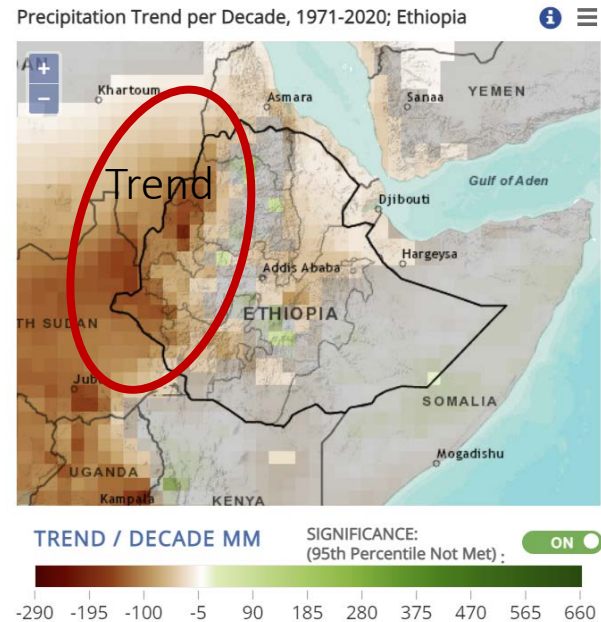 Precipitation Trend per Decade, 1971-2020; Ethiopia
i
AN
+
−
Khartoum
Asmara
Sanaa
YEMEN
Trend
Gulf of Aden
Djibouti
Addis Ababa
Hargeysa
ETHIOPIA
TH SUDAN
Jub
SOMALIA
Mogadishu
UGANDA
Kampala
KENYA
TREND / DECADE MM
SIGNIFICANCE:
(95th Percentile Not Met) :
ON
-290 -195 -100 -5 90 185 280 375 470 565 660